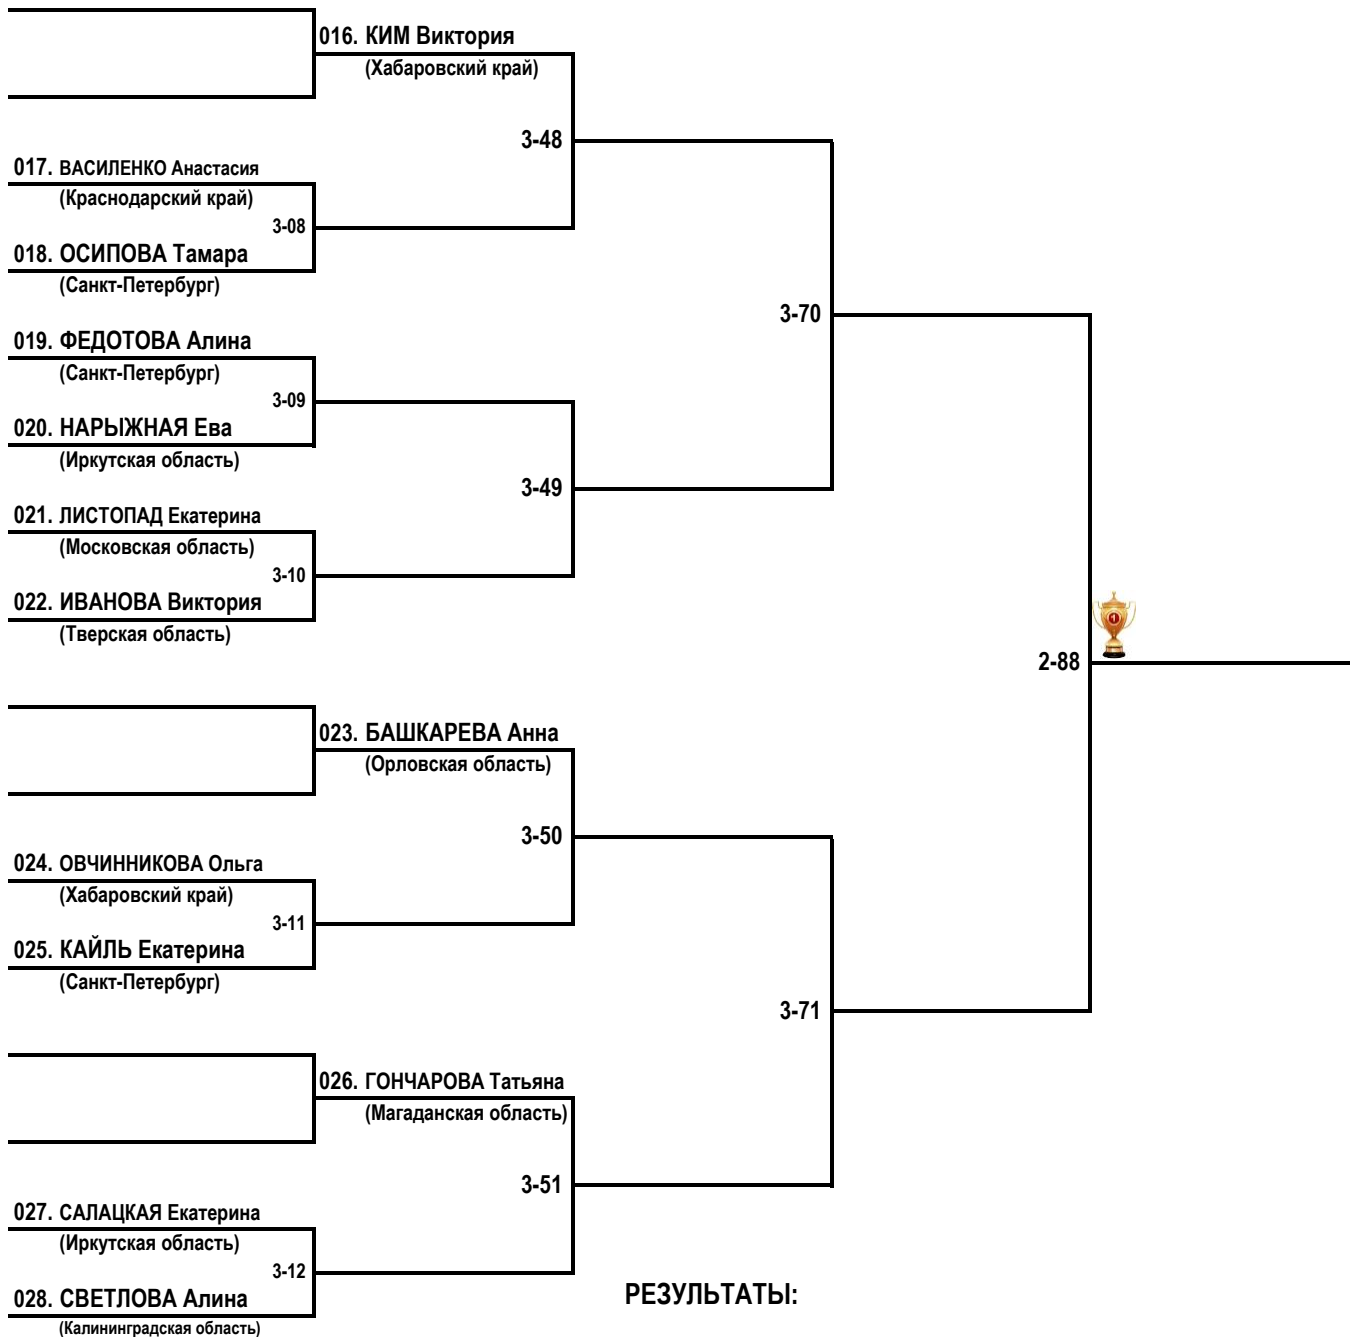 016. КИМ Виктория
(Хабаровский край)
3-48
017. ВАСИЛЕНКО Анастасия
(Краснодарский край)
3-08
018. ОСИПОВА Тамара
(Санкт-Петербург)
3-70
019. ФЕДОТОВА Алина
(Санкт-Петербург)
3-09
020. НАРЫЖНАЯ Ева
(Иркутская область)
3-49
021. ЛИСТОПАД Екатерина
(Московская область)
3-10
022. ИВАНОВА Виктория
(Тверская область)
1
2-88
023. БАШКАРЕВА Анна
(Орловская область)
3-50
024. ОВЧИННИКОВА Ольга
(Хабаровский край)
3-11
025. КАЙЛЬ Екатерина
(Санкт-Петербург)
3-71
026. ГОНЧАРОВА Татьяна
(Магаданская область)
3-51
027. САЛАЦКАЯ Екатерина
(Иркутская область)
3-12
028. СВЕТЛОВА Алина
(Калининградская область)
РЕЗУЛЬТАТЫ: